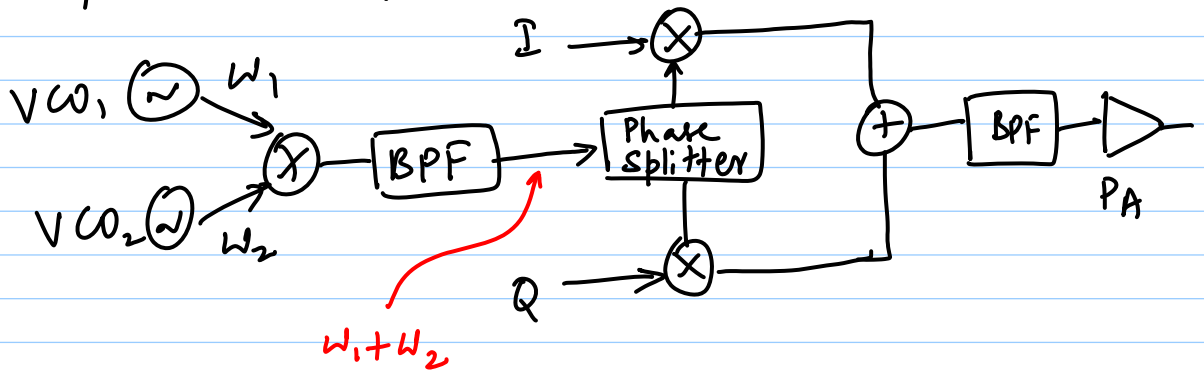 I
VCO₁ ~ W₁
×
Phase Splitter
+
BPF
×
BPF
VCO₂ ~ W₂
×
Q
W₁+W₂
PA